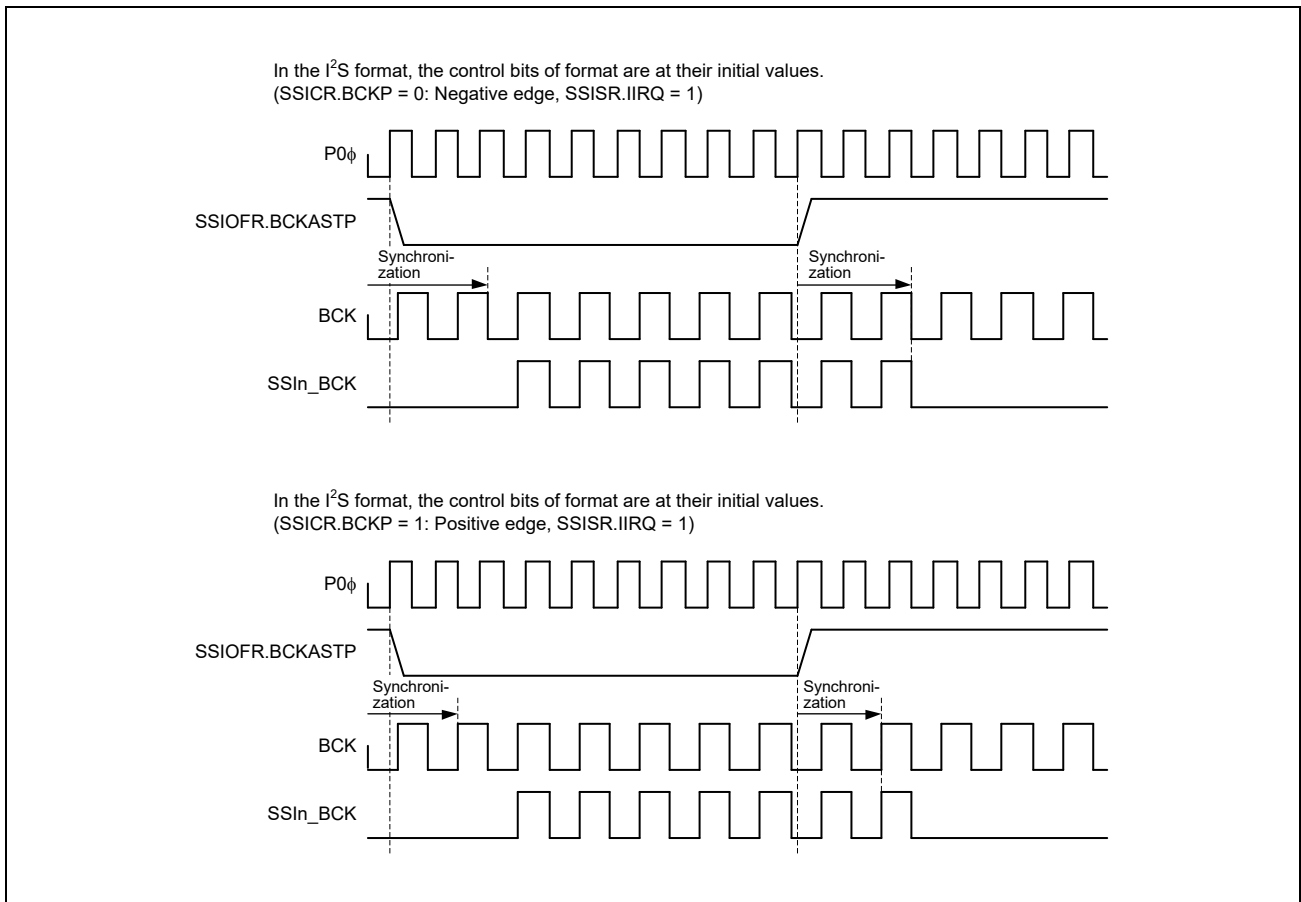 In the I²S format, the control bits of format are at their initial values.
(SSICR.BCKP = 0: Negative edge, SSISR.IIRQ = 1)
P0ϕ
SSIOFR.BCKASTP
Synchroni-
zation
Synchroni-
zation
BCK
SSIn_BCK
In the I²S format, the control bits of format are at their initial values.
(SSICR.BCKP = 1: Positive edge, SSISR.IIRQ = 1)
P0ϕ
SSIOFR.BCKASTP
Synchroni-
zation
Synchroni-
zation
BCK
SSIn_BCK